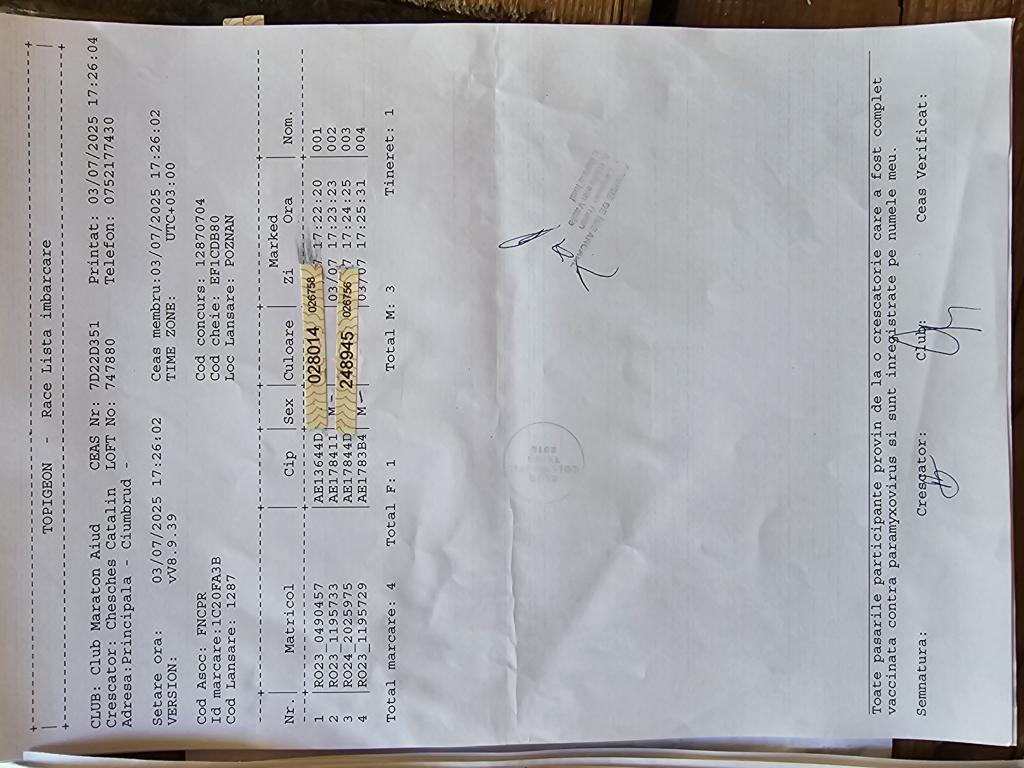 TOPIGEON - Race Lista imbarcare
CLUB: Club Maraton Aiud CEAS Nr: 7D22D351 Printat: 03/07/2025 17:26:04
Crescator: Chesches Catalin LOFT No: 747880 Telefon: 0752177430
Adresa:Principala - Ciumbrud -
Setare ora: 03/07/2025 17:26:02 Ceas membru:03/07/2025 17:26:02
VERSION: vV8.9.39 TIME ZONE: UTC+03:00
Cod Asoc: FNCPR Cod concurs: 12870704
Id marcare:1C20FA3B Cod cheie: EF1CDB80
Cod Lansare: 1287 Loc Lansare: POZNAN
Marked
Nr. | Matricol | Cip | Sex | Culoare | Zi Ora | Nom.
1 |RO23_0490457 |AE13644D 028014 026758 17:22:20 |001
2 |RO23_1195733 |AE178411 |M- 03/07 17:23:23 |002
3 |RO24_2025975 |AE17844D 248945 026756 17:24:25 |003
4 |RO23_1195729 |AE1783B4 |M- 03/07 17:25:31 |004
Total marcare: 4 Total F: 1 Total M: 3 Tineret: 1
Toate pasarile participante provin de la o crescatorie care a fost complet
vaccinata contra paramyxovirus si sunt inregistrate pe numele meu.
Semnatura: Crescator: Club: Ceas Verificat: